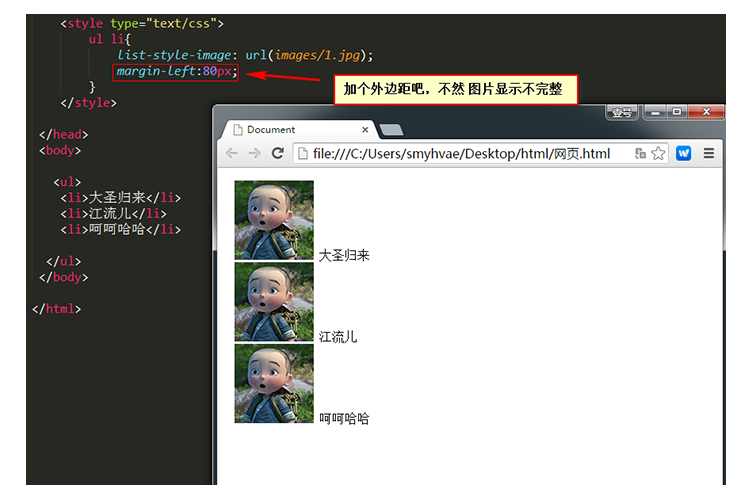 <style type="text/css">
ul li{
list-style-image: url(images/1.jpg);
margin-left:80px;
}
</style>
加个外边距吧，不然 图片显示不完整
</head>
<body>
<ul>
<li>大圣归来</li>
<li>江流儿</li>
<li>呵呵哈哈</li>
</ul>
</body>
</html>
壹号
Document
file:///C:/Users/smyhvae/Desktop/html/网页.html
W
大圣归来
江流儿
呵呵哈哈